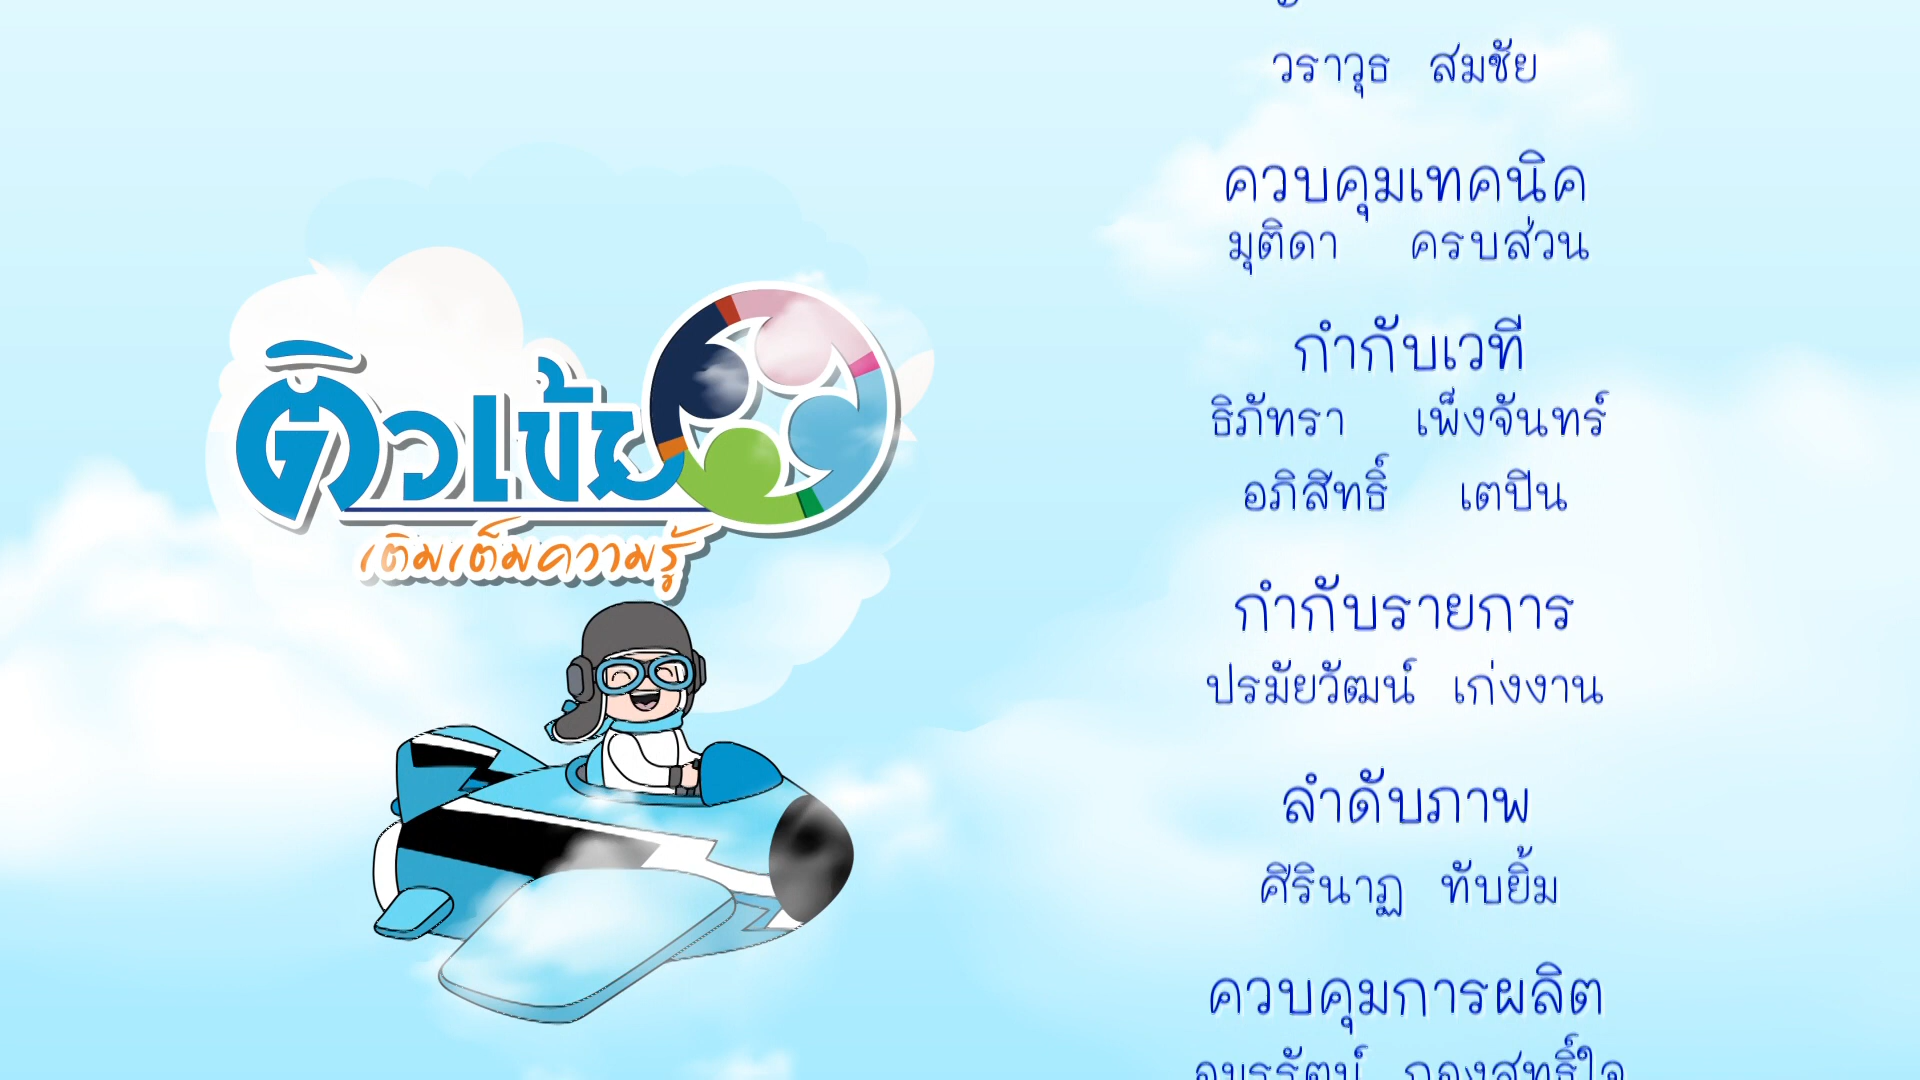 ติวเข้ม
เติมเต็มความรู้
วราวุธ สมชัย
ควบคุมเทคนิค
มุติดา ครบส่วน
กำกับเวที
ธิภัทรา เพ็งจันทร์
อภิสิทธิ์ เตปิน
กำกับรายการ
ปรมัยวัฒน์ เก่งงาน
ลำดับภาพ
ศิรินาฏ ทับยิ้ม
ควบคุมการผลิต